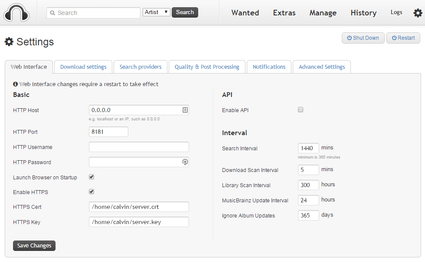 Search Artist Search Wanted Extras Manage History Logs
Settings Shut Down Restart
Web Interface Download settings Search providers Quality & Post Processing Notifications Advanced Settings
Web Interface changes require a restart to take effect
Basic
HTTP Host 0.0.0.0
e.g. localhost or an IP, such as 0.0.0.0
HTTP Port 8181
HTTP Username
HTTP Password
Launch Browser on Startup
Enable HTTPS
HTTPS Cert /home/calvin/server.crt
HTTPS Key /home/calvin/server.key
API
Enable API
Interval
Search Interval 1440 mins
minimum is 360 minutes
Download Scan Interval 5 mins
Library Scan Interval 300 hours
MusicBrainz Update Interval 24 hours
Ignore Album Updates 365 days
Save Changes